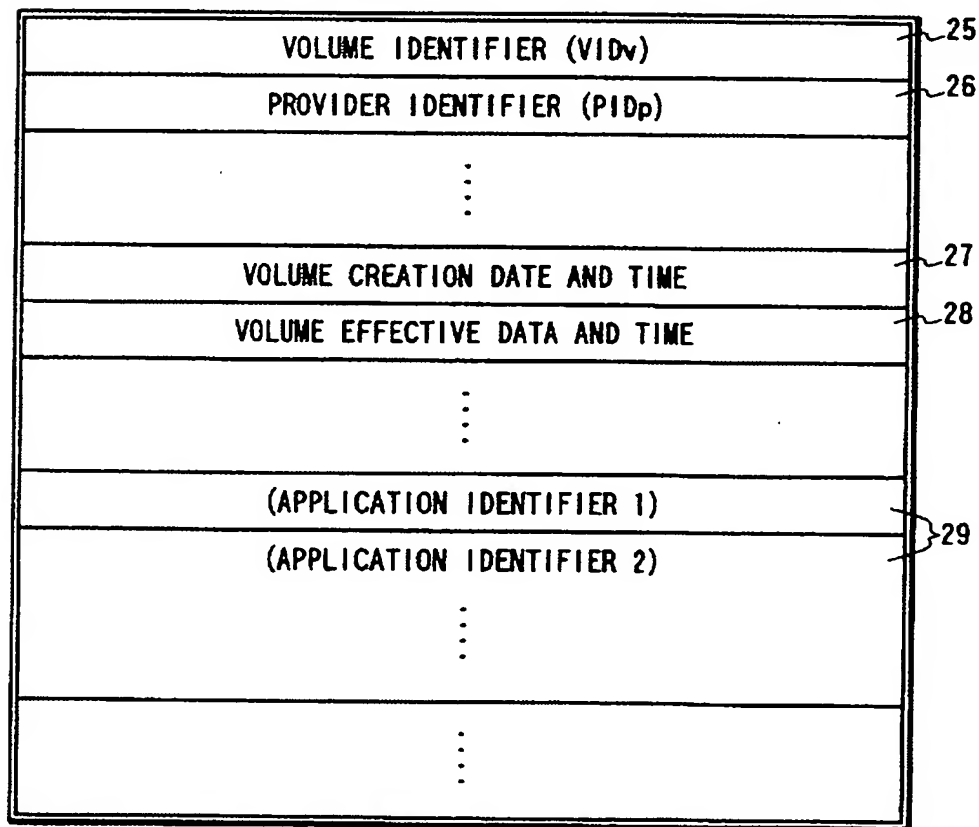 VOLUME IDENTIFIER (VIDv) 25
PROVIDER IDENTIFIER (PIDp) 26
VOLUME CREATION DATE AND TIME 27
VOLUME EFFECTIVE DATA AND TIME 28
(APPLICATION IDENTIFIER 1)
29
(APPLICATION IDENTIFIER 2)